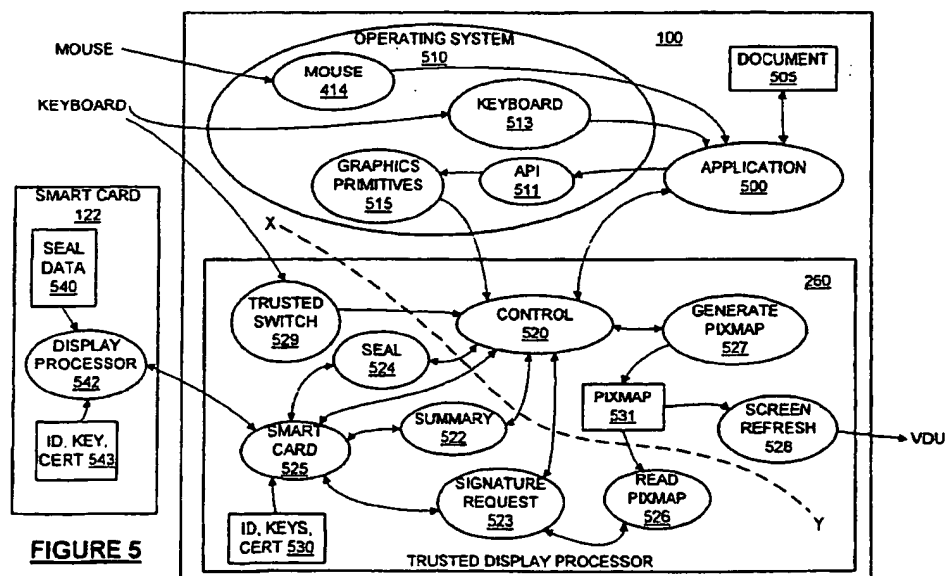 OPERATING SYSTEM
510
100
MOUSE
MOUSE
414
DOCUMENT
505
KEYBOARD
KEYBOARD
513
APPLICATION
500
API
511
GRAPHICS
PRIMITIVES
515
SMART CARD
122
SEAL
DATA
540
DISPLAY
PROCESSOR
542
ID, KEY,
CERT 543
X
260
TRUSTED
SWITCH
529
CONTROL
520
GENERATE
PIXMAP
527
SEAL
524
PIXMAP
531
SCREEN
REFRESH
528
VDU
SUMMARY
522
SMART
CARD
525
SIGNATURE
REQUEST
523
READ
PIXMAP
526
Y
ID, KEYS,
CERT 530
TRUSTED DISPLAY PROCESSOR
FIGURE 5